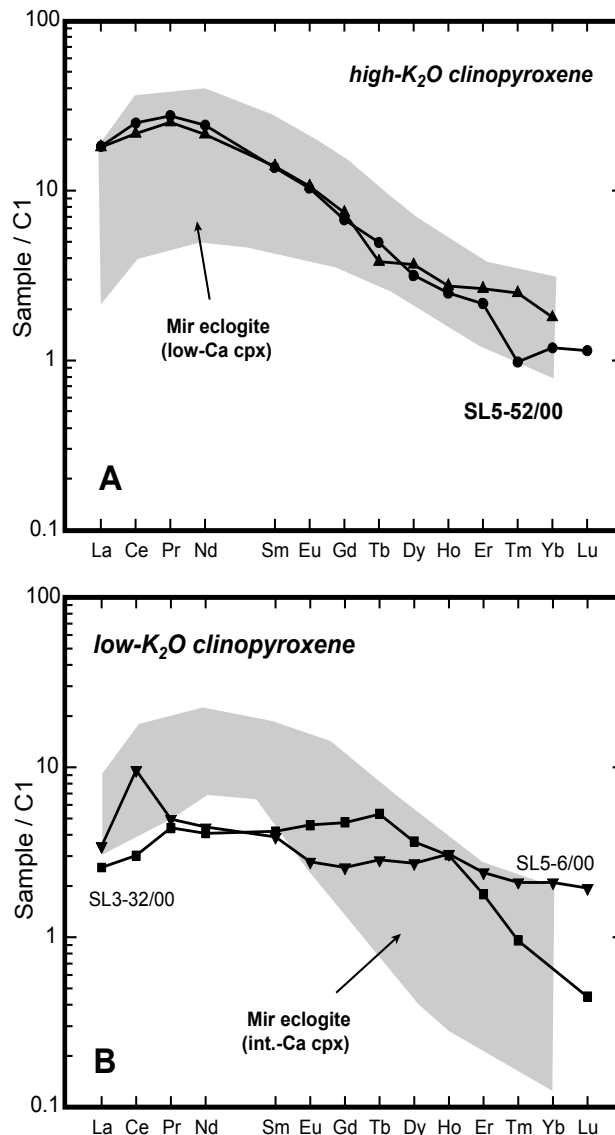 100
high-K₂O clinopyroxene
10
Sample / C1
Mir eclogite
(low-Ca cpx)
1
SL5-52/00
A
0.1
La Ce Pr Nd Sm Eu Gd Tb Dy Ho Er Tm Yb Lu
100
low-K₂O clinopyroxene
10
Sample / C1
SL5-6/00
SL3-32/00
1
Mir eclogite
(int.-Ca cpx)
B
0.1
La Ce Pr Nd Sm Eu Gd Tb Dy Ho Er Tm Yb Lu